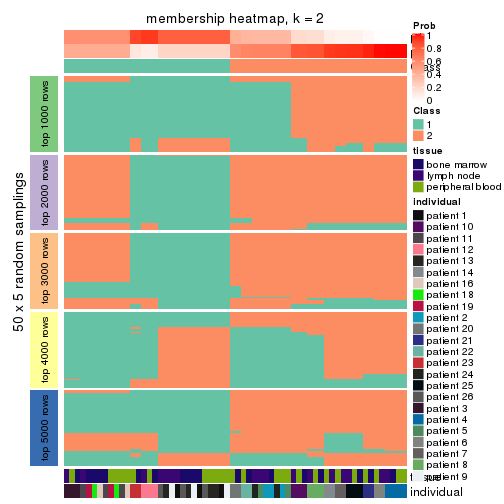 membership heatmap, k = 2
50 x 5 random samplings
top 1000 rows
top 2000 rows
top 3000 rows
top 4000 rows
top 5000 rows
Class
individual
Prob
1
0.8
0.6
0.4
0.2
0
Class
1
2
tissue
bone marrow
lymph node
peripheral blood
individual
patient 1
patient 10
patient 11
patient 12
patient 13
patient 14
patient 16
patient 18
patient 19
patient 2
patient 20
patient 21
patient 22
patient 23
patient 24
patient 25
patient 26
patient 3
patient 4
patient 5
patient 6
patient 7
patient 8
patient 9